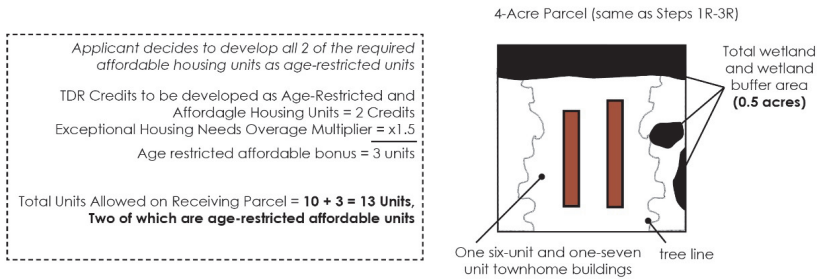 4-Acre Parcel (same as Steps 1R-3R)
Applicant decides to develop all 2 of the required
affordable housing units as age-restricted units
TDR Credits to be developed as Age-Restricted and
Affordagle Housing Units = 2 Credits
Exceptional Housing Needs Overage Multiplier = x1.5
Age restricted affordable bonus = 3 units
Total Units Allowed on Receiving Parcel = 10 + 3 = 13 Units,
Two of which are age-restricted affordable units
Total wetland
and wetland
buffer area
(0.5 acres)
One six-unit and one-seven
unit townhome buildings
tree line